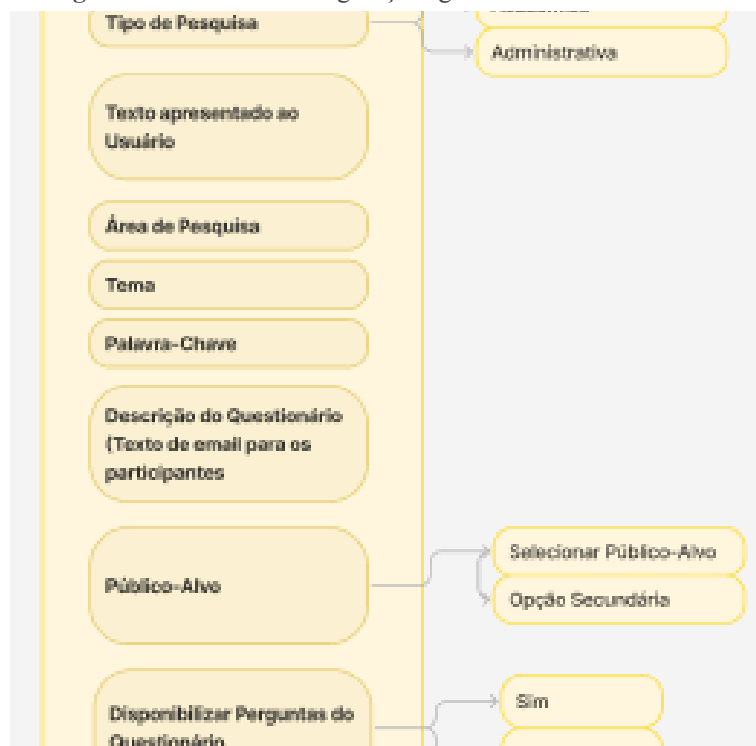 Tipo de Pesquisa
Administrativa
Texto apresentado ao
Usuário
Área de Pesquisa
Tema
Palavra-Chave
Descrição do Questionário
(Texto de email para os
participantes
Público-Alvo
Selecionar Público-Alvo
Opção Secundária
Disponibilizar Perguntas do
Questionário
Sim